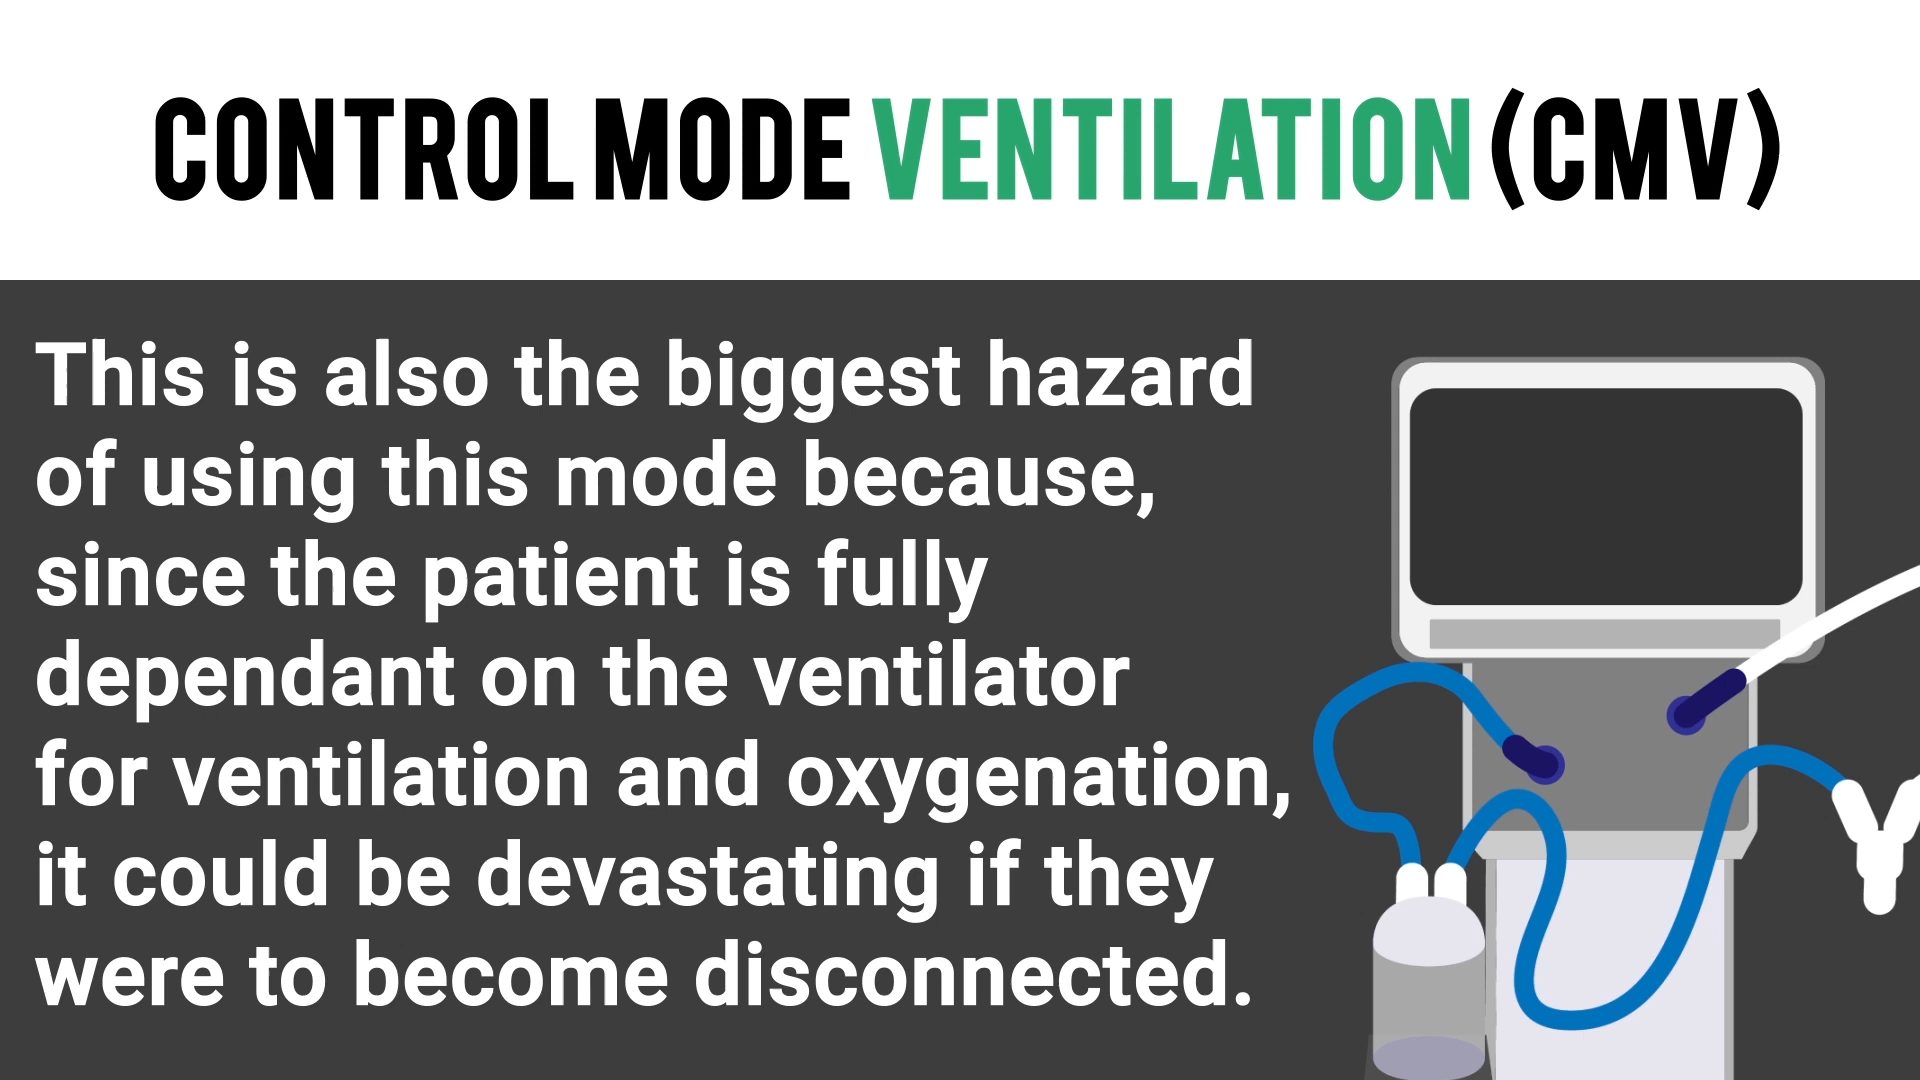 CONTROL MODE VENTILATION (CMV)
This is also the biggest hazard
of using this mode because,
since the patient is fully
dependant on the ventilator
for ventilation and oxygenation,
it could be devastating if they
were to become disconnected.